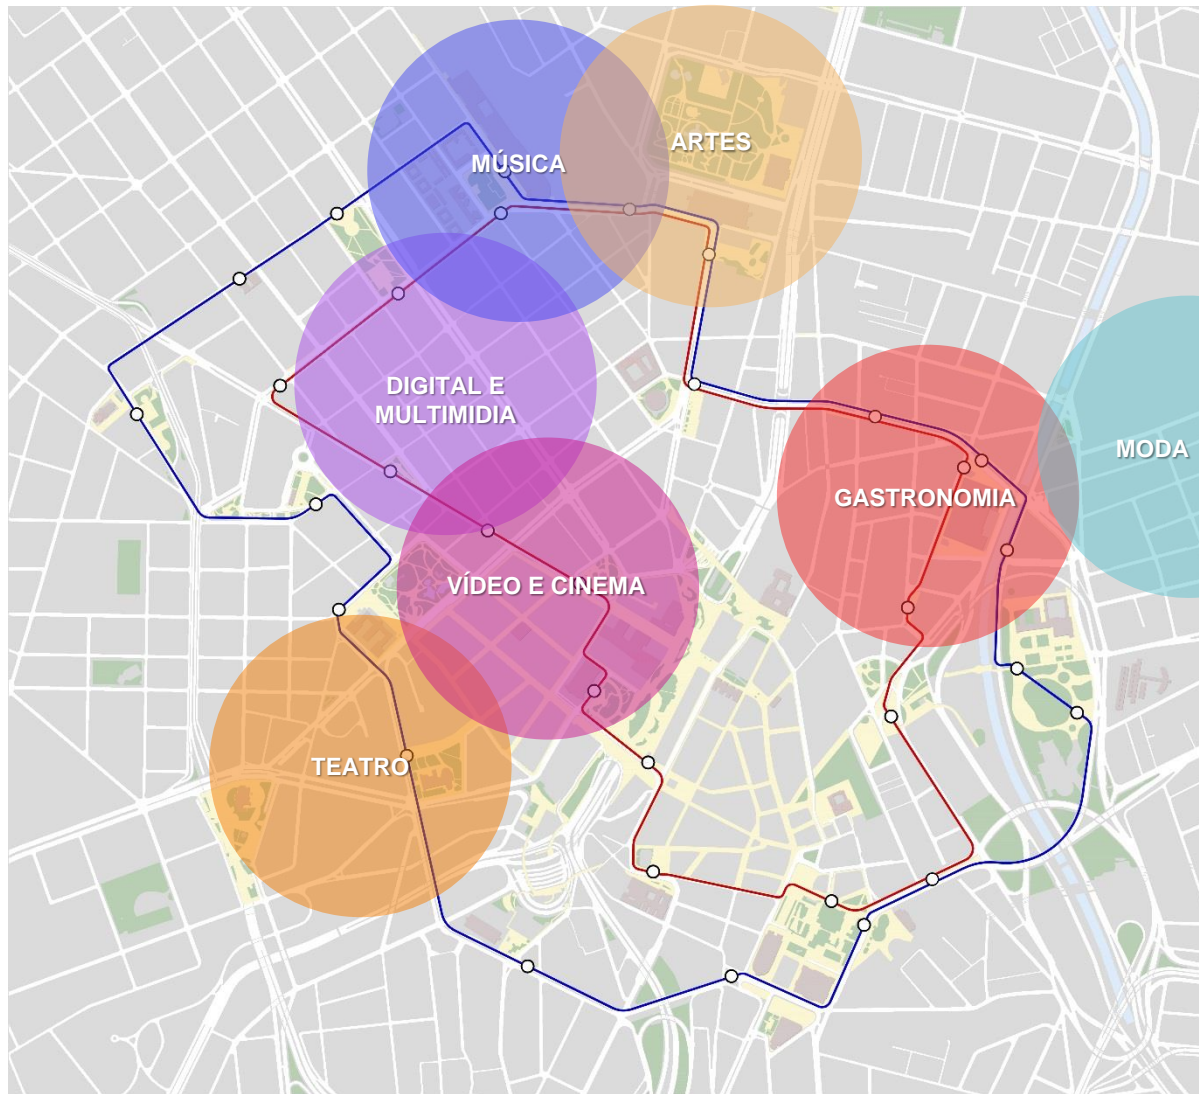 ARTES
MÚSICA
DIGITAL E
MULTIMIDIA
MODA
GASTRONOMIA
VÍDEO E CINEMA
TEATRO